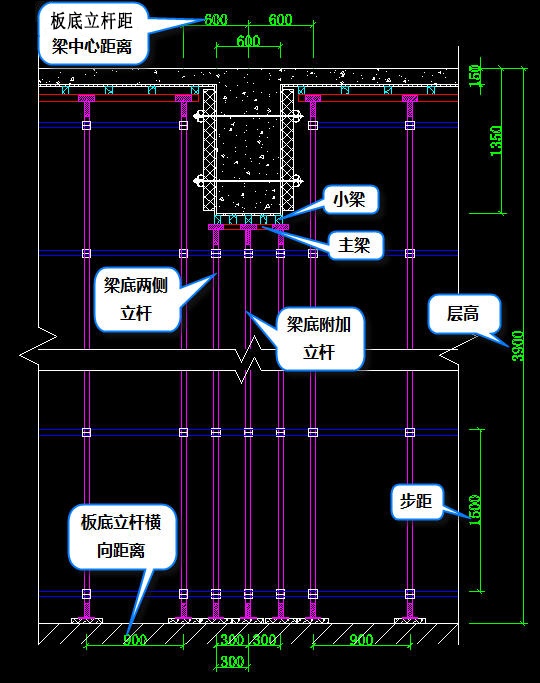 板底立杆距
梁中心距离
600
600
600
150
1350
小梁
主梁
梁底两侧
立杆
梁底附加
立杆
层高
3900
步距
1500
板底立杆横
向距离
900
300
300
900
300